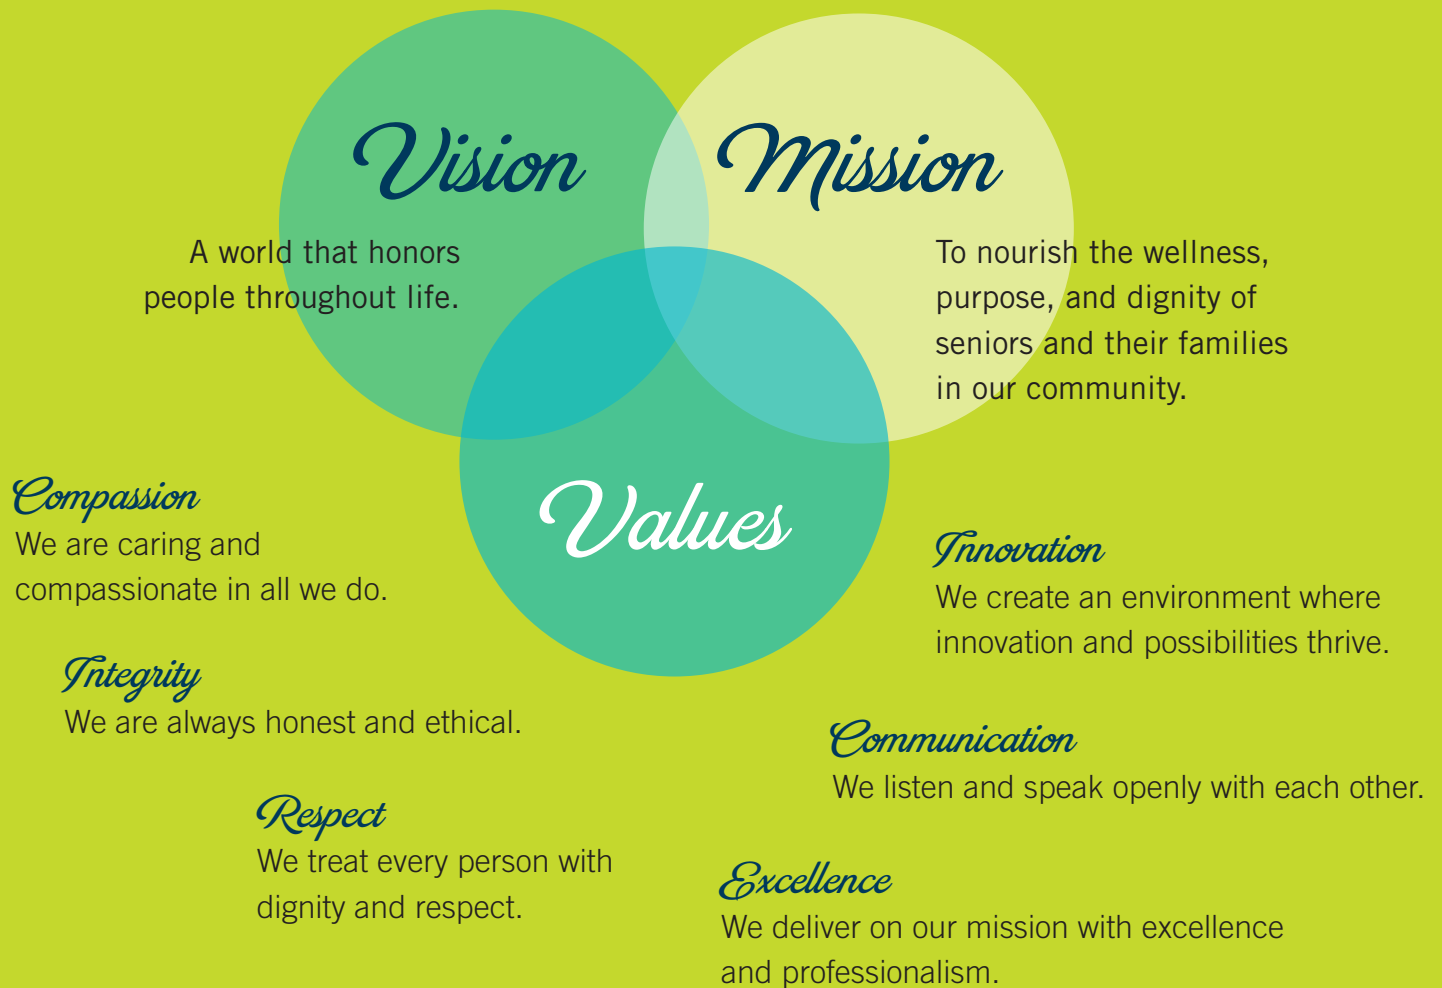 Vision
A world that honors
people throughout life.
Mission
To nourish the wellness,
purpose, and dignity of
seniors and their families
in our community.
Values
Compassion
We are caring and
compassionate in all we do.
Integrity
We are always honest and ethical.
Respect
We treat every person with
dignity and respect.
Innovation
We create an environment where
innovation and possibilities thrive.
Communication
We listen and speak openly with each other.
Excellence
We deliver on our mission with excellence
and professionalism.